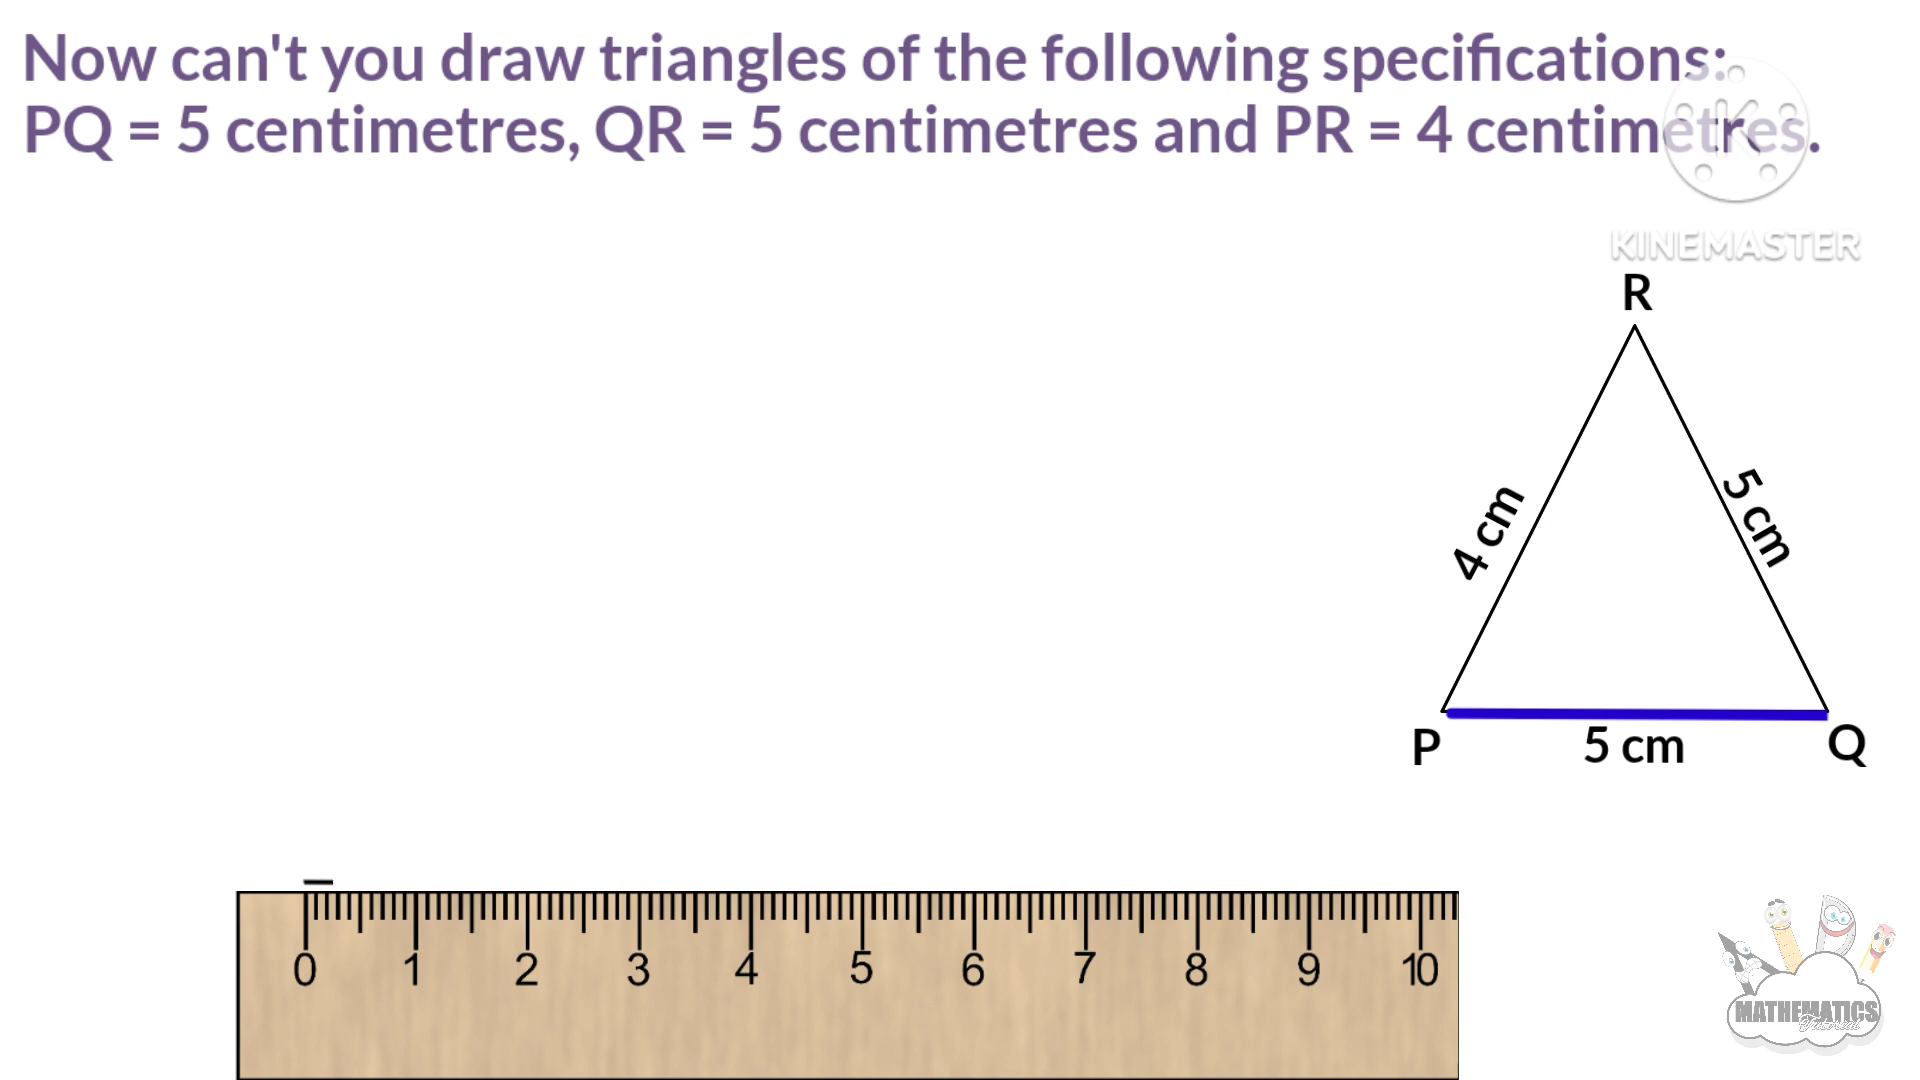 Now can't you draw triangles of the following specifications:
PQ = 5 centimetres, QR = 5 centimetres and PR = 4 centimetres.
KINEMASTER
R
4 cm
5 cm
P
5 cm
Q
0 1 2 3 4 5 6 7 8 9 10
MATHEMATICS
Tutorial